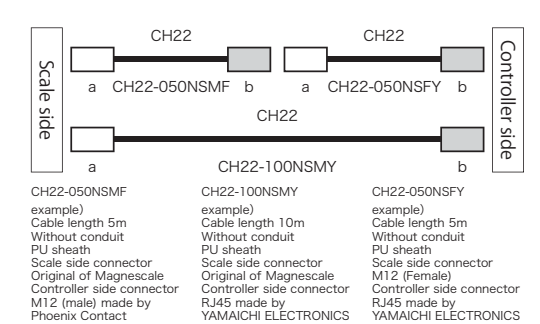 CH22
CH22
Scale side
Controller side
a
CH22-050NSMF
b
a
CH22-050NSFY
b
CH22
a
CH22-100NSMY
b
CH22-050NSMF
example)
Cable length 5m
Without conduit
PU sheath
Scale side connector
Original of Magnescale
Controller side connector
M12 (male) made by
Phoenix Contact
CH22-100NSMY
example)
Cable length 10m
Without conduit
PU sheath
Scale side connector
Original of Magnescale
Controller side connector
RJ45 made by
YAMAICHI ELECTRONICS
CH22-050NSFY
example)
Cable length 5m
Without conduit
PU sheath
Scale side connector
M12 (Female)
Controller side connector
RJ45 made by
YAMAICHI ELECTRONICS